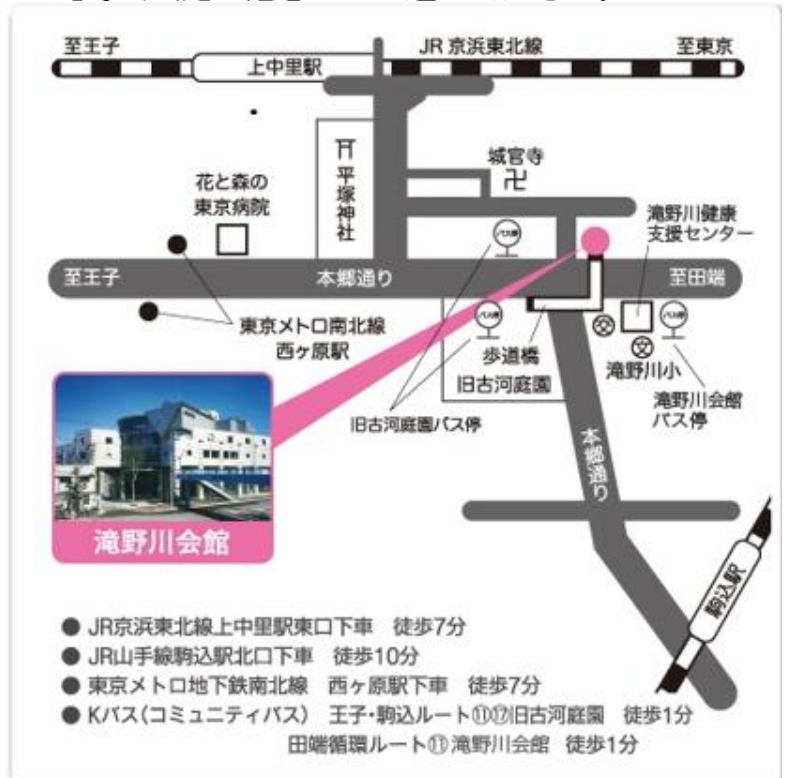 至王子
JR 京浜東北線
至東京
上中里駅
平塚神社
城官寺
花と森の
東京病院
滝野川健康
支援センター
バス停
至王子
本郷通り
至田端
東京メトロ南北線
西ヶ原駅
バス停
歩道橋
交
文
バス停
滝野川小
旧古河庭園
滝野川会館
バス停
旧古河庭園バス停
本郷通り
滝野川会館
駒込駅
● JR京浜東北線上中里駅東口下車 徒歩7分
● JR山手線駒込駅北口下車 徒歩10分
● 東京メトロ地下鉄南北線 西ヶ原駅下車 徒歩7分
● Kバス(コミュニティバス) 王子・駒込ルート⑪⑰旧古河庭園 徒歩1分
田端循環ルート⑪滝野川会館 徒歩1分